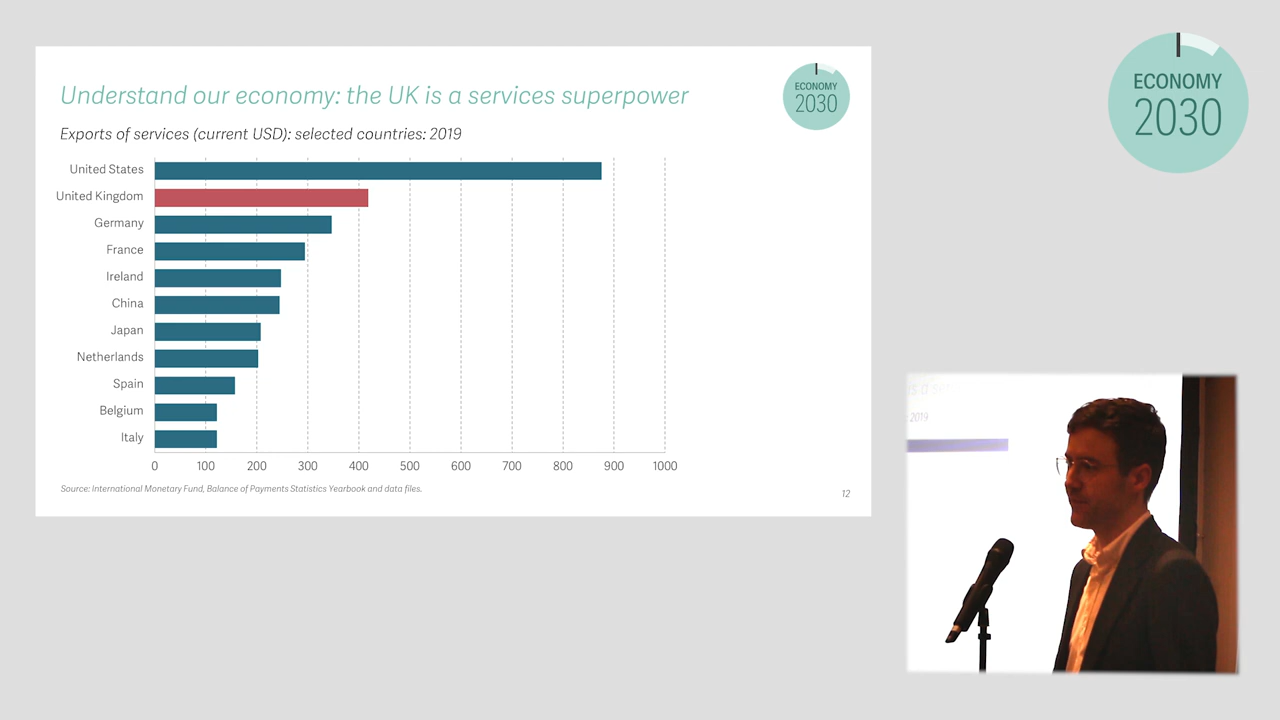 Understand our economy: the UK is a services superpower
ECONOMY
2030
Exports of services (current USD): selected countries: 2019
United States
United Kingdom
Germany
France
Ireland
China
Japan
Netherlands
Spain
Belgium
Italy
0 100 200 300 400 500 600 700 800 900 1000
Source: International Monetary Fund, Balance of Payments Statistics Yearbook and data files.
12
ECONOMY
2030
2019